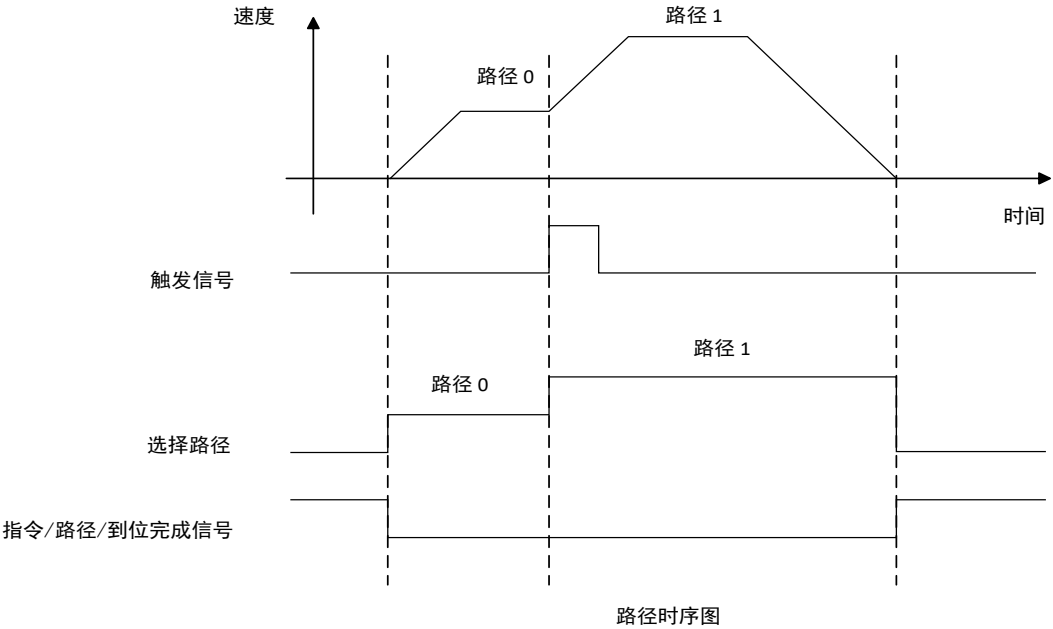 速度
路径 1
路径 0
时间
触发信号
路径 1
路径 0
选择路径
指令/路径/到位完成信号
路径时序图